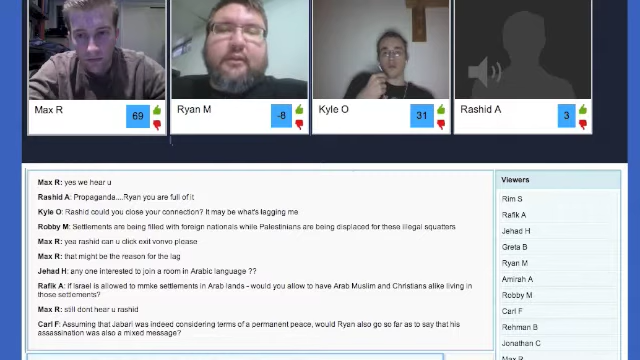 Max R
69
Ryan M
-8
Kyle O
31
Rashid A
3
Max R: yes we hear u
Rashid A: Propaganda....Ryan you are full of it
Kyle O: Rashid could you close your connection? It may be what's lagging me
Robby M: Settlements are being filled with foreign nationals while Palestinians are being displaced for these illegal squatters
Max R: yea rashid can u click exit vonvo please
Max R: that might be the reason for the lag
Jehad H: any one interested to join a room in Arabic language ??
Rafik A: if Israel is allowed to mmke settlements in Arab lands - would you allow to have Arab Muslim and Christians alike living in
those settlements?
Max R: still dont hear u rashid
Carl F: Assuming that Jabari was indeed considering terms of a permanent peace, would Ryan also go so far as to say that his
assassination was also a mixed message?
Viewers
Rim S
Rafik A
Jehad H
Greta B
Ryan M
Amirah A
Robby M
Carl F
Rehman B
Jonathan C
Max R